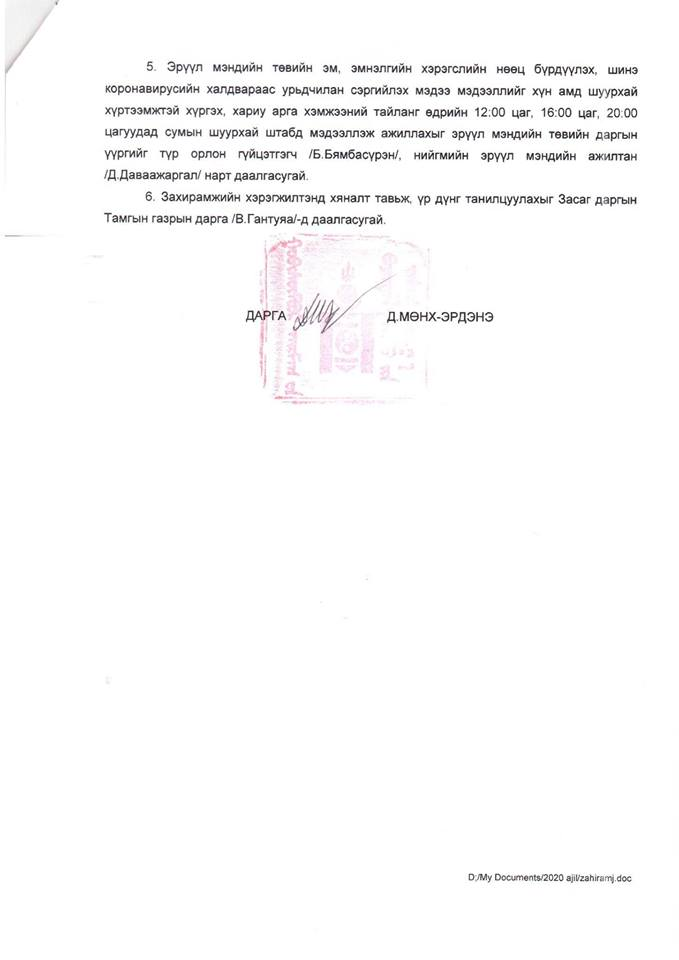 5. Эрүүл мэндийн төвийн эм, эмнэлгийн хэрэгслийн нөөц бүрдүүлэх, шинэ
коронавирусийн халдвараас урьдчилан сэргийлэх мэдээ мэдээллийг хүн амд шуурхай
хүртээмжтэй хүргэх, хариу арга хэмжээний тайланг өдрийн 12:00 цаг, 16:00 цаг, 20:00
цагуудад сумын шуурхай штабд мэдээллэж ажиллахыг эрүүл мэндийн төвийн даргын
үүргийг түр орлон гүйцэтгэгч /Б.Бямбасүрэн/, нийгмийн эрүүл мэндийн ажилтан
/Д.Даваажаргал/ нарт даалгасугай.
6. Захирамжийн хэрэгжилтэнд хяналт тавьж, үр дүнг танилцуулахыг Засаг даргын
Тамгын газрын дарга /В.Гантуяа/-д даалгасугай.
ДАРГА Д.МӨНХ-ЭРДЭНЭ
D:/My Documents/2020 ajil/zahiramj.doc